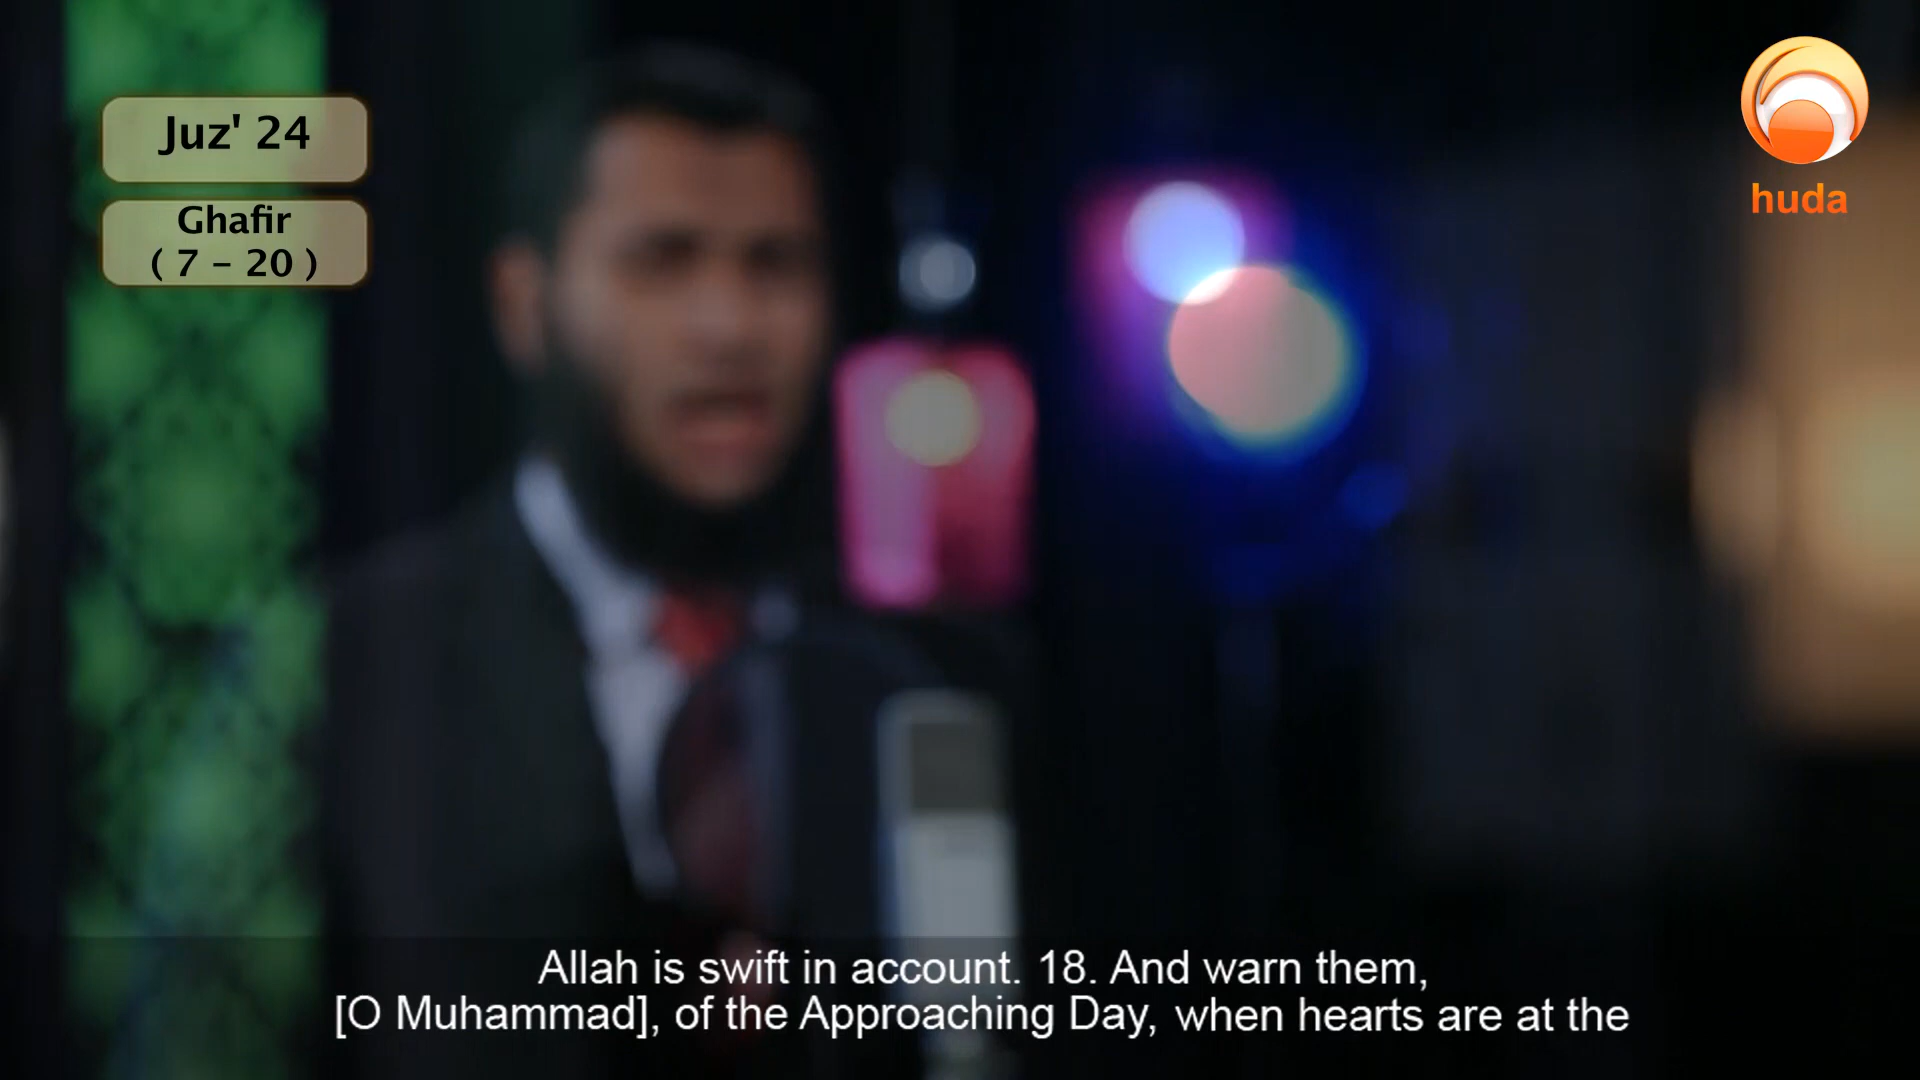 Juz' 24
Ghafir
( 7 – 20 )
huda
Allah is swift in account. 18. And warn them,
[O Muhammad], of the Approaching Day, when hearts are at the